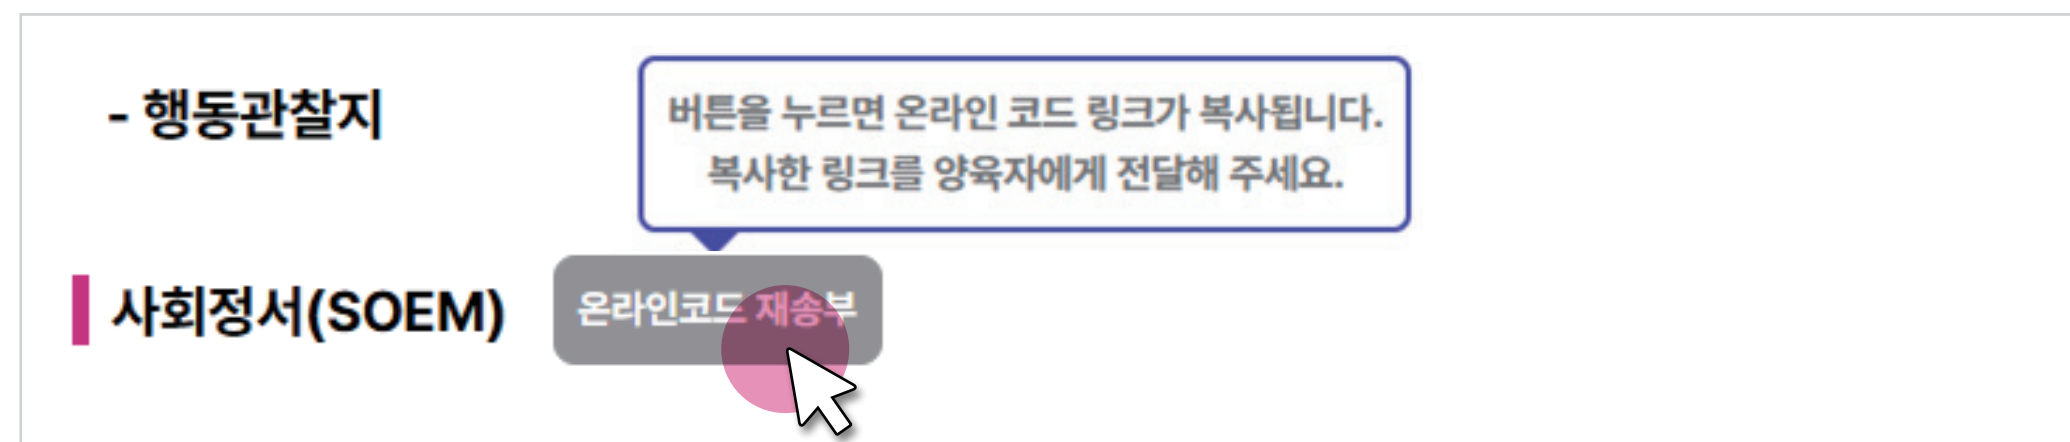 - 행동관찰지
버튼을 누르면 온라인 코드 링크가 복사됩니다.
복사한 링크를 양육자에게 전달해 주세요.
사회정서(SOEM)
온라인코드 재송부